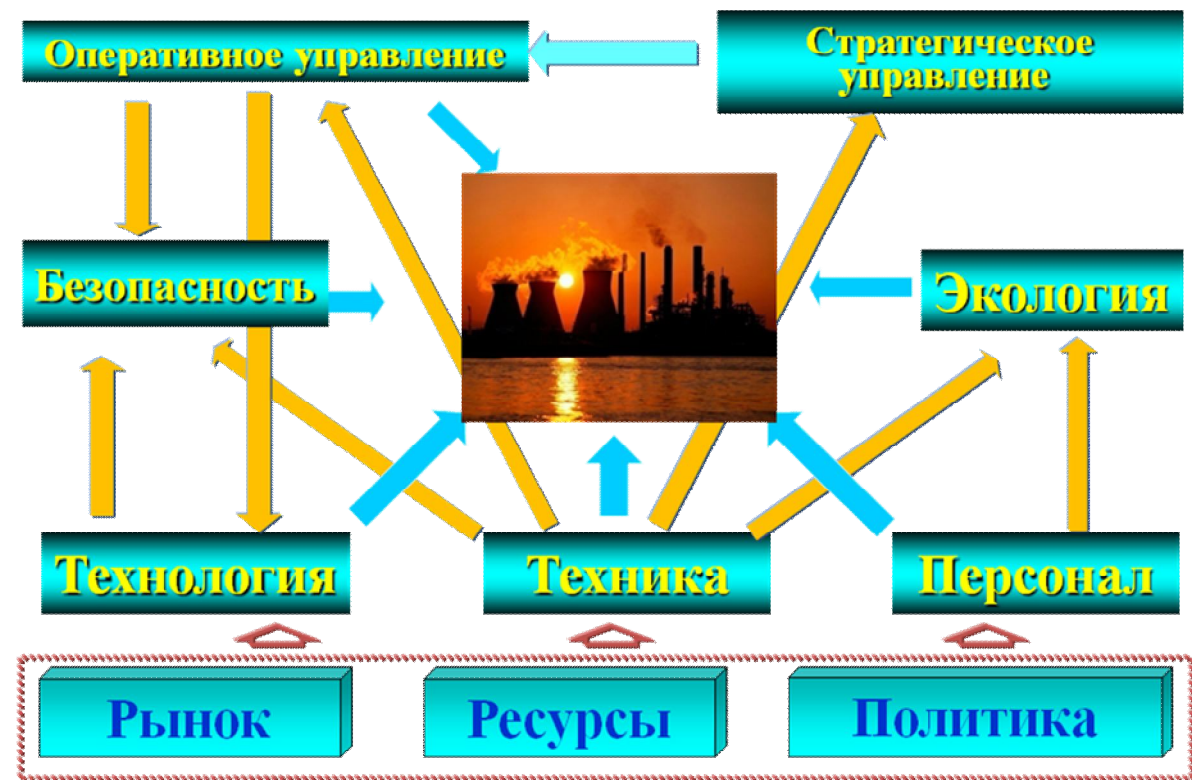 Оперативное управление
Стратегическое
управление
Безопасность
Экология
Технология
Техника
Персонал
Рынок
Ресурсы
Политика